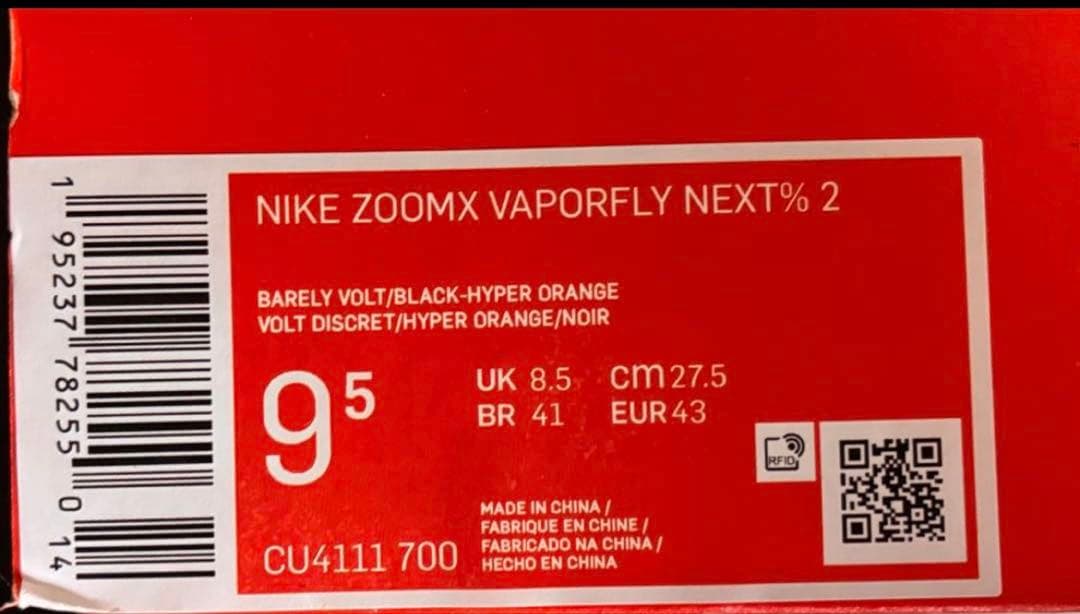 NIKE ZOOMX VAPORFLY NEXT% 2
BARELY VOLT/BLACK-HYPER ORANGE
VOLT DISCRET/HYPER ORANGE/NOIR
9 5
UK 8.5 cm 27.5
BR 41 EUR 43
RFID
MADE IN CHINA /
FABRIQUE EN CHINE /
FABRICADO NA CHINA /
HECHO EN CHINA
CU4111 700
1 95237 78255 0 14